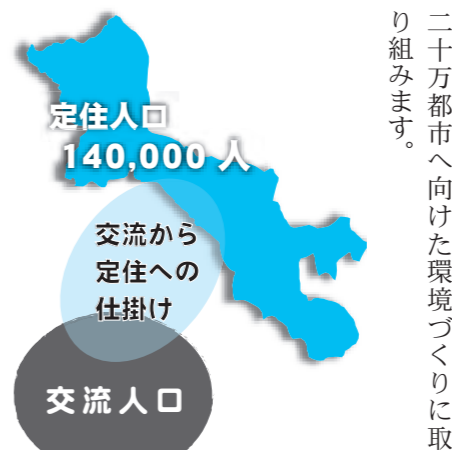 二十万都市へ向けた環境づくりに取
り組みます。
定住人口
140,000 人
交流から
定住への
仕掛け
交流人口